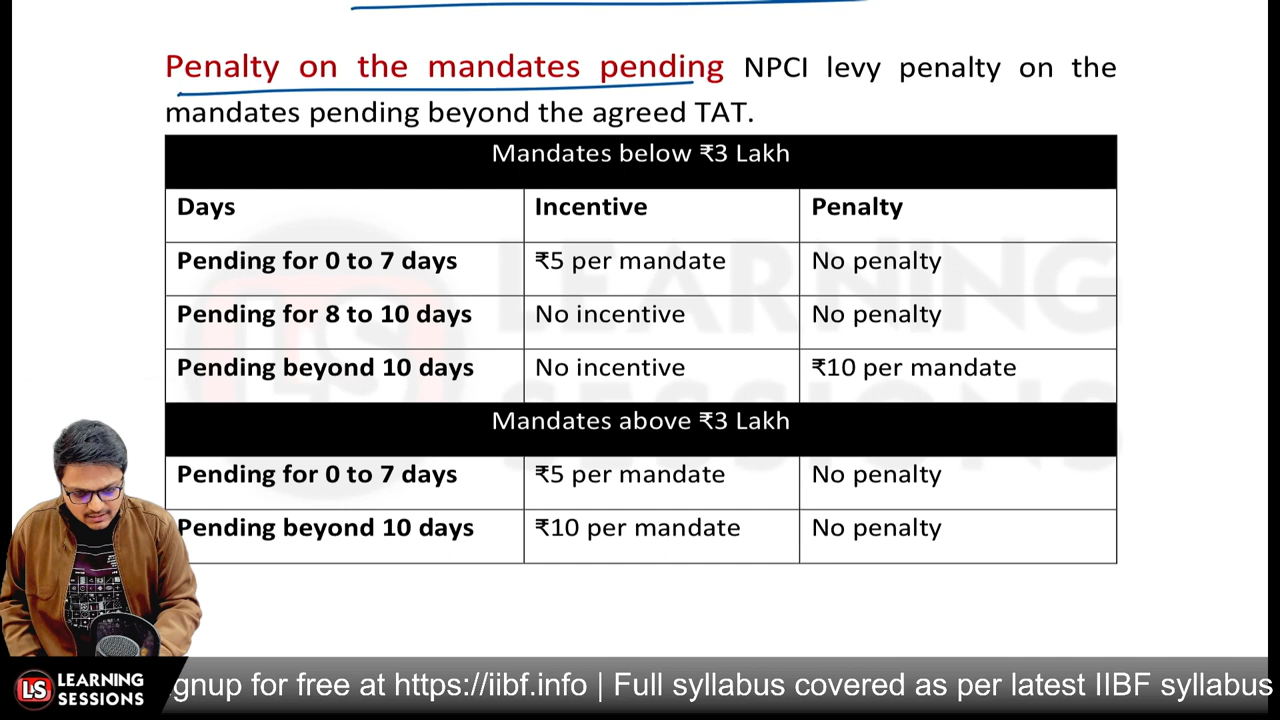 Penalty on the mandates pending NPCI levy penalty on the
mandates pending beyond the agreed TAT.
Mandates below ₹3 Lakh
Days Incentive Penalty
Pending for 0 to 7 days ₹5 per mandate No penalty
Pending for 8 to 10 days No incentive No penalty
Pending beyond 10 days No incentive ₹10 per mandate
Mandates above ₹3 Lakh
Pending for 0 to 7 days ₹5 per mandate No penalty
Pending beyond 10 days ₹10 per mandate No penalty
LEARNING
SESSIONS
LS LEARNING
SESSIONS
gnup for free at https://iibf.info | Full syllabus covered as per latest IIBF syllabus